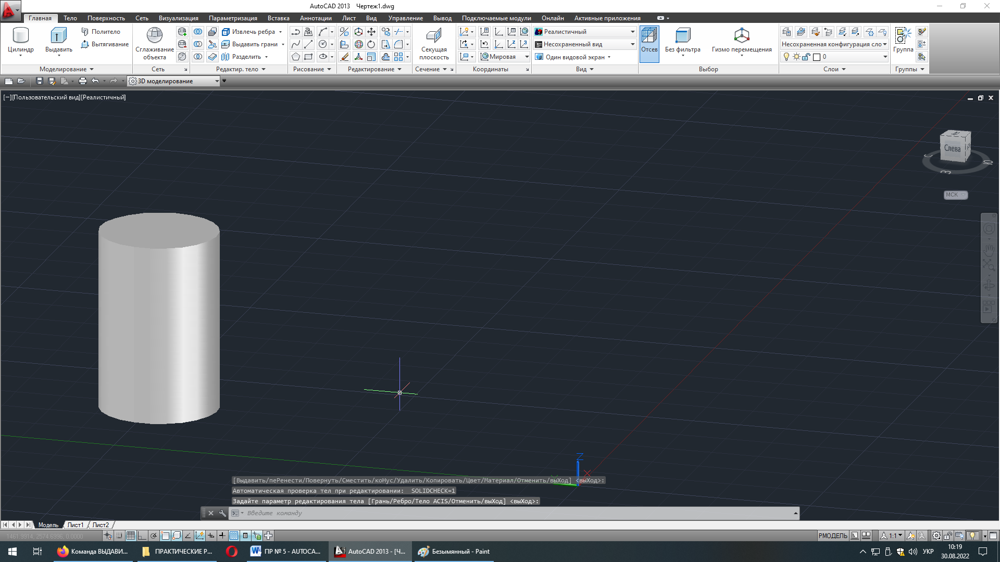 AutoCAD 2013 Чертеж1.dwg
Главная Тело Поверхность Сеть Визуализация Параметризация Вставка Аннотации Лист Вид Управление Вывод Подключаемые модули Онлайн Активные приложения
Политело Извлечь ребра Реалистичный
Вытягивание Выдавить грани Несохраненный вид Несохраненная конфигурация сло
Цилиндр Выдавить Сглаживание объекта Секущая плоскость Отсев Без фильтра Гизмо перемещения Группа
Разделить Мировая Один видовой экран 0
Моделирование Сеть Редактир. тело Рисование Редактирование Сечение Координаты Вид Выбор Слои Группы
3D моделирование
[−][Пользовательский вид][Реалистичный]
Слева
Ю
В
МСК
Z
[Выдавить/пеРенести/Повернуть/Сместить/коНус/Удалить/Копировать/Цвет/Материал/Отменить/выХод] <выХод>:
Автоматическая проверка тел при редактировании: SOLIDCHECK=1
Задайте параметр редактирования тела [Грань/Ребро/Тело ACIS/Отменить/выХод] <выХод>:
Введите команду
Модель Лист1 Лист2
1461.9914, 2574.6996, 0.0000 РМОДЕЛЬ 1:1
Команда ВЫДАВИ... ПРАКТИЧЕСКИЕ Р... ПР № 5 - AUTOCA... AutoCAD 2013 - [Ч... Безымянный - Paint УКР 10:19
30.08.2022